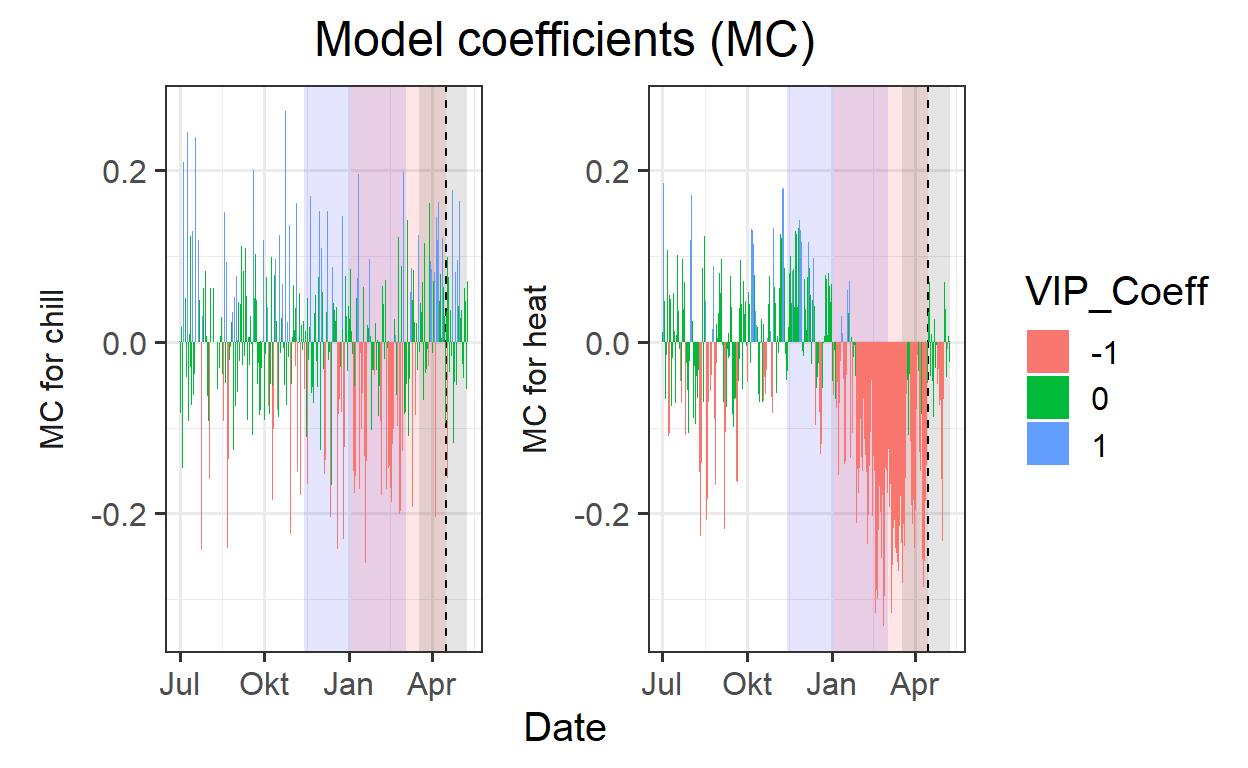 Model coefficients (MC)
MC for chill
0.2
0.0
-0.2
Jul Okt Jan Apr
MC for heat
0.2
0.0
-0.2
Jul Okt Jan Apr
Date
VIP_Coeff
-1
0
1